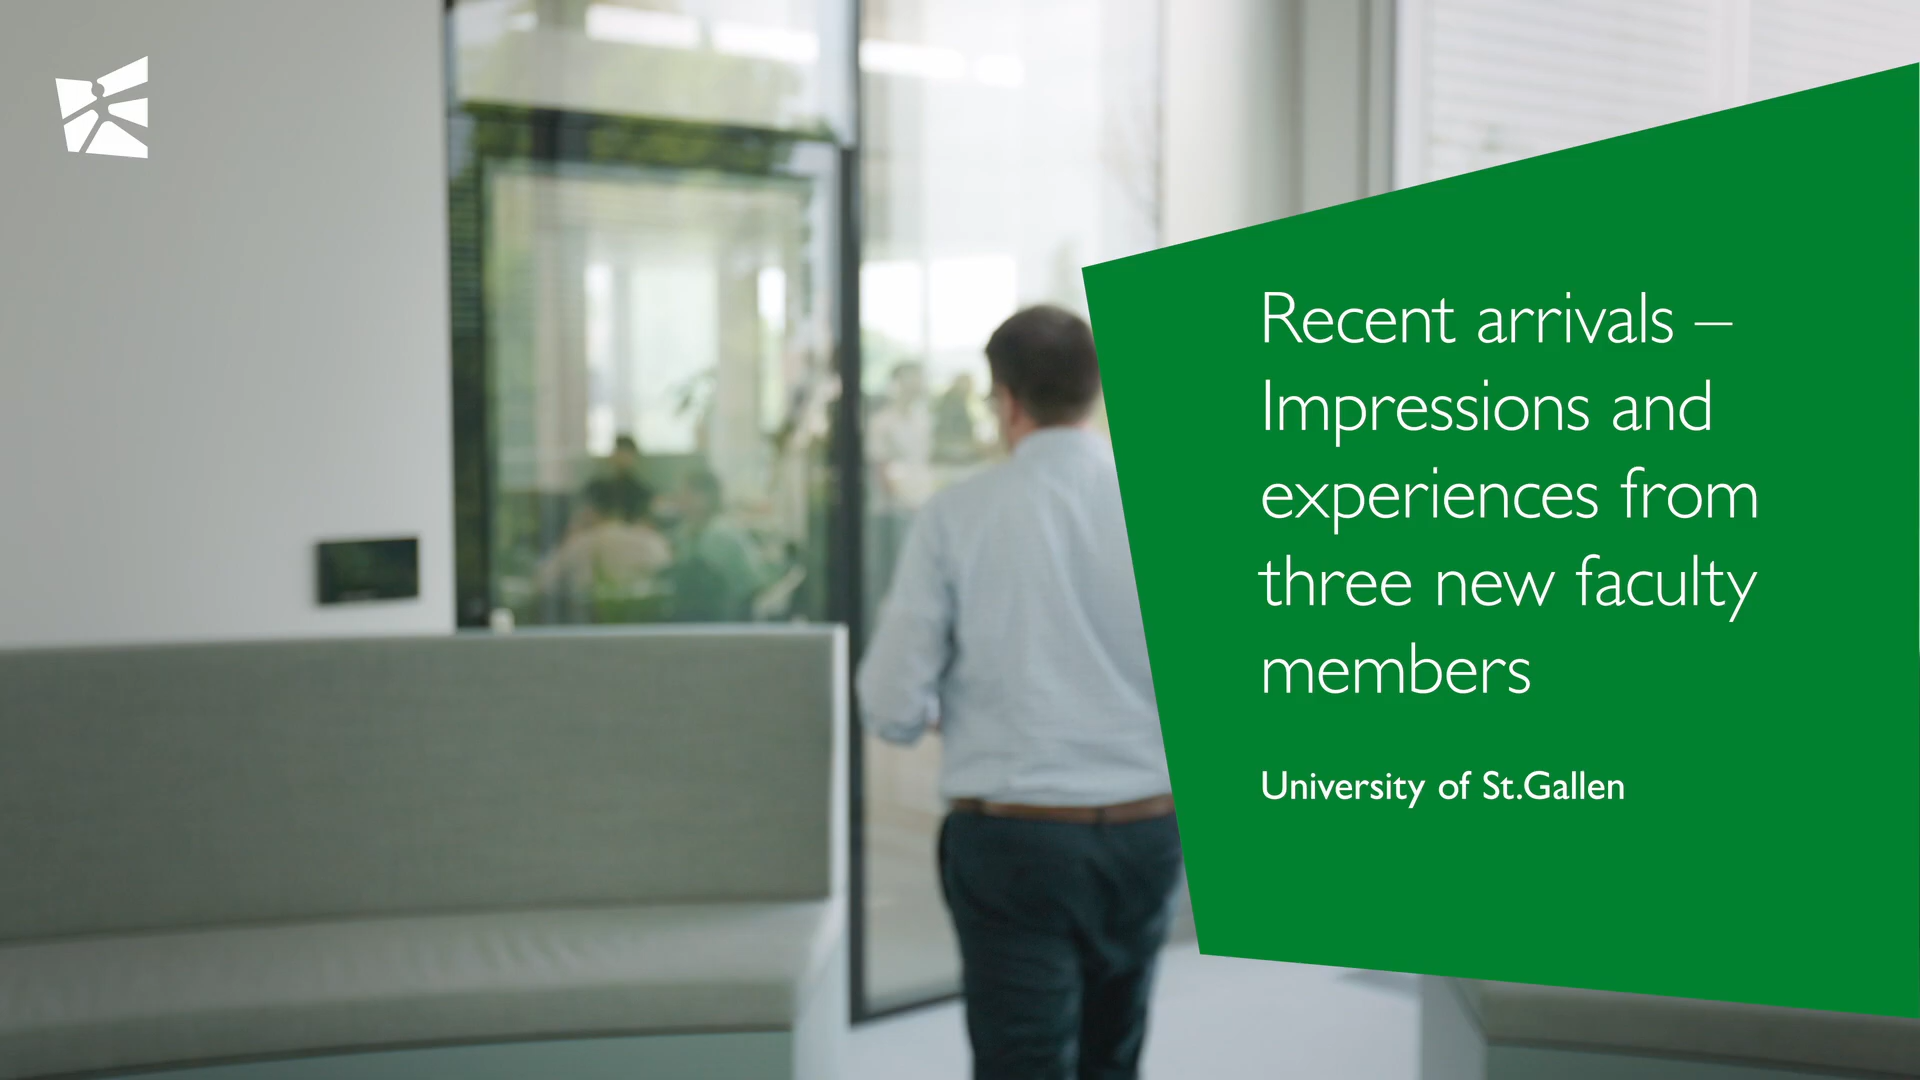 Recent arrivals –
Impressions and
experiences from
three new faculty
members
University of St.Gallen